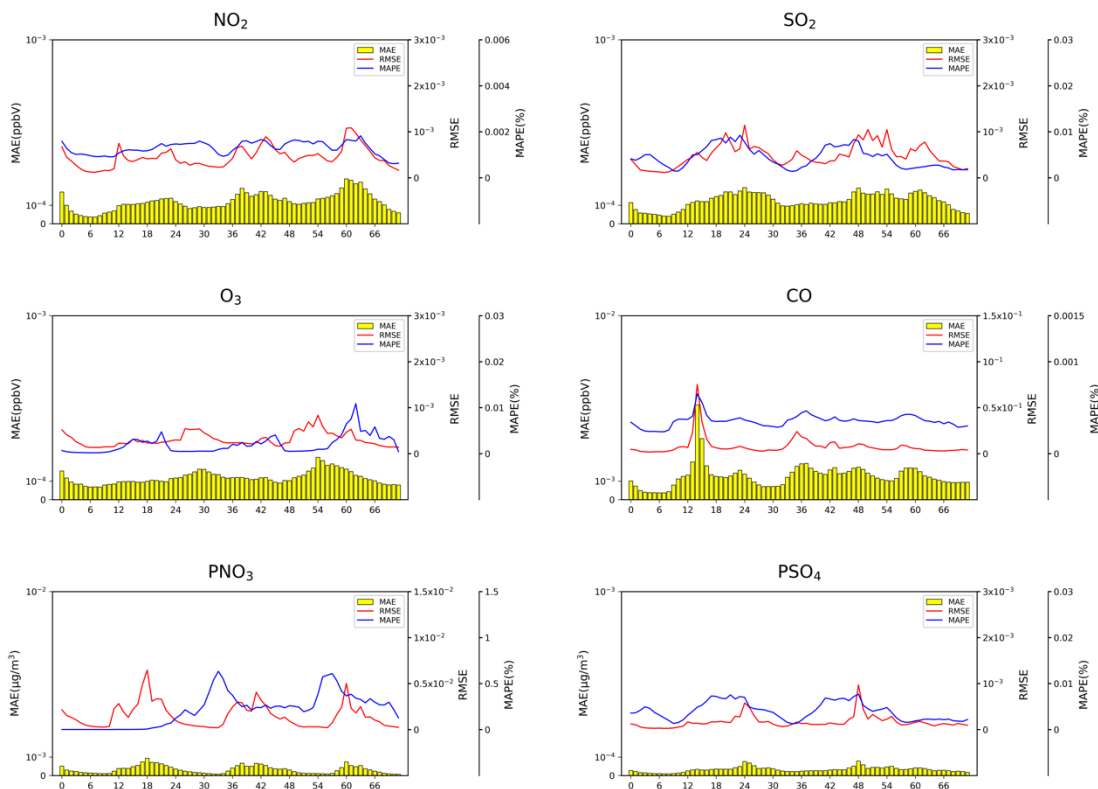 NO₂
10⁻³
10⁻⁴
0
MAE(ppbV)
0 6 12 18 24 30 36 42 48 54 60 66
MAE
RMSE
MAPE
3x10⁻³
2x10⁻³
10⁻³
0
RMSE
0.006
0.004
0.002
0.000
MAPE(%)
SO₂
10⁻³
10⁻⁴
0
MAE(ppbV)
0 6 12 18 24 30 36 42 48 54 60 66
MAE
RMSE
MAPE
3x10⁻³
2x10⁻³
10⁻³
0
RMSE
0.03
0.02
0.01
0.00
MAPE(%)
O₃
10⁻³
10⁻⁴
0
MAE(ppbV)
0 6 12 18 24 30 36 42 48 54 60 66
MAE
RMSE
MAPE
3x10⁻³
2x10⁻³
10⁻³
0
RMSE
0.03
0.02
0.01
0.00
MAPE(%)
CO
10⁻²
10⁻³
0
MAE(ppbV)
0 6 12 18 24 30 36 42 48 54 60 66
MAE
RMSE
MAPE
1.5x10⁻¹
10⁻¹
0.5x10⁻¹
0
RMSE
0.0015
0.001
0.0005
0
MAPE(%)
PNO₃
10⁻²
10⁻³
0
MAE(μg/m³)
0 6 12 18 24 30 36 42 48 54 60 66
MAE
RMSE
MAPE
1.5x10⁻²
1x10⁻²
0.5x10⁻²
0
RMSE
1.5
1
0.5
0
MAPE(%)
PSO₄
10⁻³
10⁻⁴
0
MAE(μg/m³)
0 6 12 18 24 30 36 42 48 54 60 66
MAE
RMSE
MAPE
3x10⁻³
2x10⁻³
10⁻³
0
RMSE
0.03
0.02
0.01
0.00
MAPE(%)